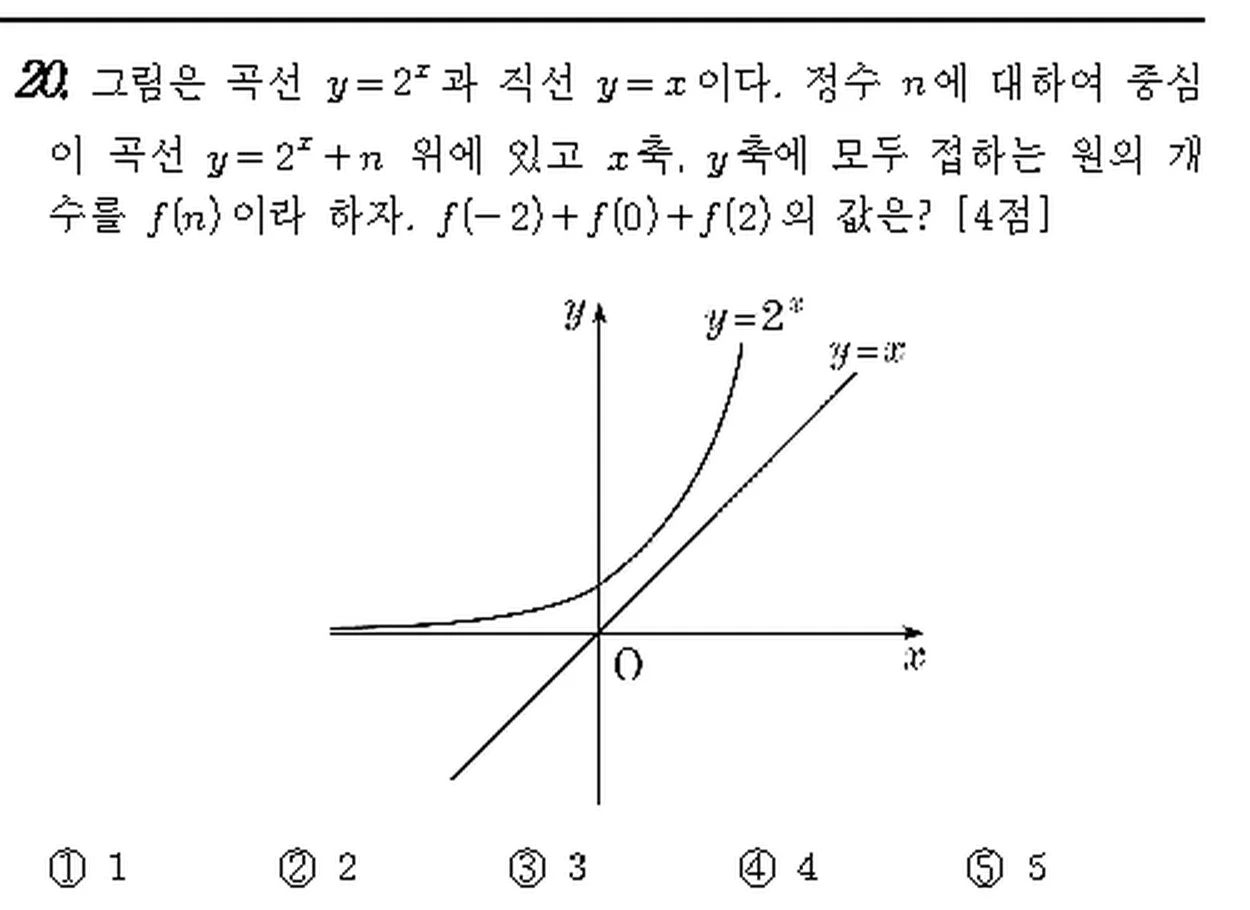 20. 그림은 곡선 y=2ˣ과 직선 y=x이다. 정수 n에 대하여 중심
이 곡선 y=2ˣ+n 위에 있고 x축, y축에 모두 접하는 원의 개
수를 f(n)이라 하자. f(-2)+f(0)+f(2)의 값은? [4점]
y
y=2ˣ
y=x
O
x
① 1 ② 2 ③ 3 ④ 4 ⑤ 5